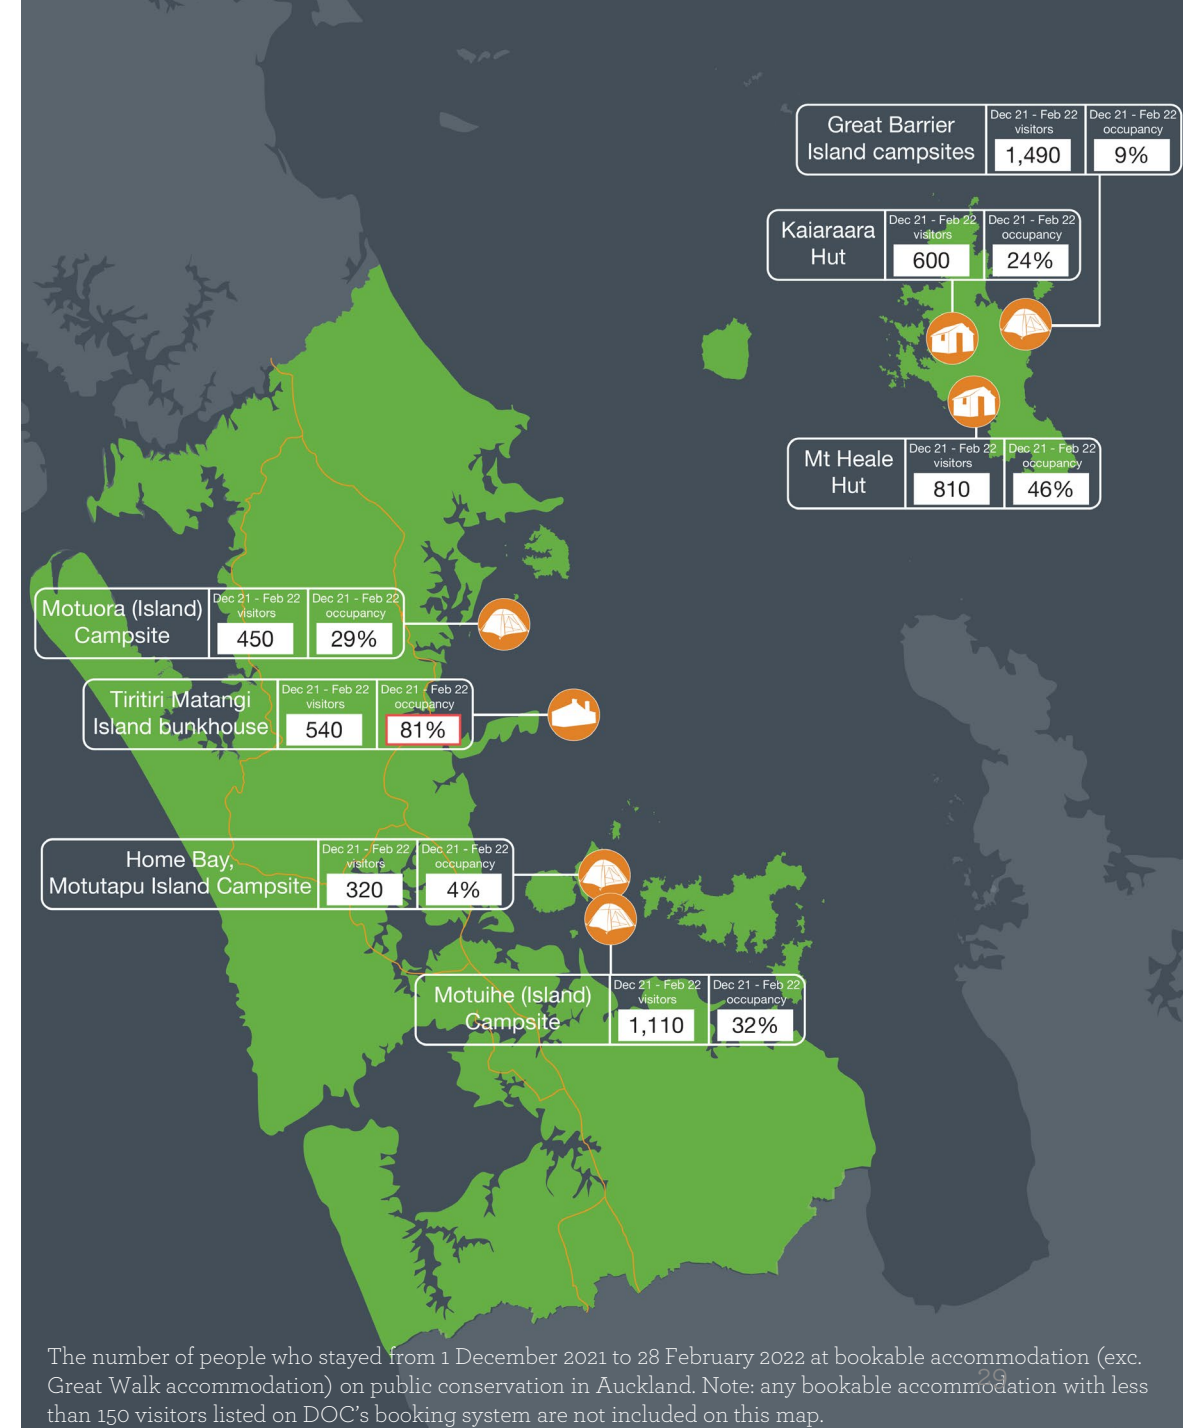 Great Barrier
Island campsites
Dec 21 - Feb 22
visitors
1,490
Dec 21 - Feb 22
occupancy
9%
Kaiaraara
Hut
Dec 21 - Feb 22
visitors
600
Dec 21 - Feb 22
occupancy
24%
Mt Heale
Hut
Dec 21 - Feb 22
visitors
810
Dec 21 - Feb 22
occupancy
46%
Motuora (Island)
Campsite
Dec 21 - Feb 22
visitors
450
Dec 21 - Feb 22
occupancy
29%
Tiritiri Matangi
Island bunkhouse
Dec 21 - Feb 22
visitors
540
Dec 21 - Feb 22
occupancy
81%
Home Bay,
Motutapu Island Campsite
Dec 21 - Feb 22
visitors
320
Dec 21 - Feb 22
occupancy
4%
Motuihe (Island)
Campsite
Dec 21 - Feb 22
visitors
1,110
Dec 21 - Feb 22
occupancy
32%
The number of people who stayed from 1 December 2021 to 28 February 2022 at bookable accommodation (exc.
Great Walk accommodation) on public conservation in Auckland. Note: any bookable accommodation with less
than 150 visitors listed on DOC's booking system are not included on this map.
29